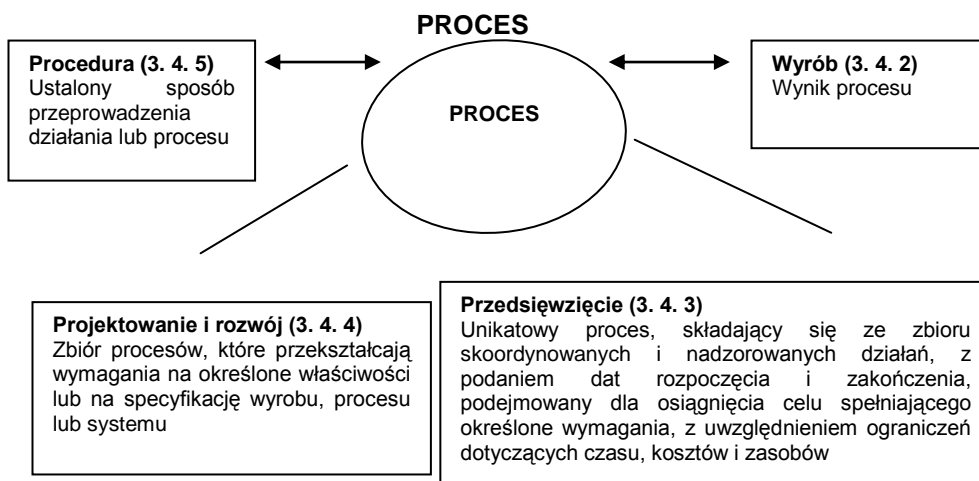 PROCES
Procedura (3. 4. 5)
Ustalony sposób
przeprowadzenia
działania lub procesu
PROCES
Wyrób (3. 4. 2)
Wynik procesu
Projektowanie i rozwój (3. 4. 4)
Zbiór procesów, które przekształcają
wymagania na określone właściwości
lub na specyfikację wyrobu, procesu
lub systemu
Przedsięwzięcie (3. 4. 3)
Unikatowy proces, składający się ze zbioru
skoordynowanych i nadzorowanych działań, z
podaniem dat rozpoczęcia i zakończenia,
podejmowany dla osiągnięcia celu spełniającego
określone wymagania, z uwzględnieniem ograniczeń
dotyczących czasu, kosztów i zasobów